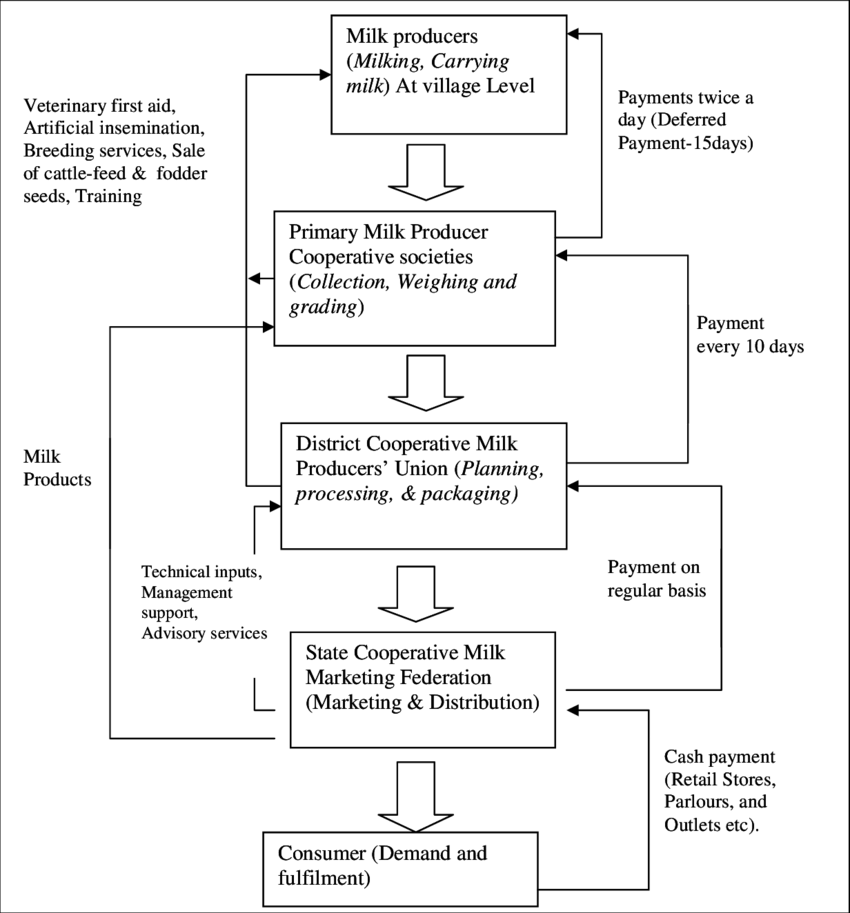 Milk producers
(Milking, Carrying
milk) At village Level
Payments twice a
day (Deferred
Payment-15days)
Veterinary first aid,
Artificial insemination,
Breeding services, Sale
of cattle-feed & fodder
seeds, Training
Primary Milk Producer
Cooperative societies
(Collection, Weighing and
grading)
Payment
every 10 days
District Cooperative Milk
Producers’ Union (Planning,
processing, & packaging)
Milk
Products
Technical inputs,
Management
support,
Advisory services
Payment on
regular basis
State Cooperative Milk
Marketing Federation
(Marketing & Distribution)
Cash payment
(Retail Stores,
Parlours, and
Outlets etc).
Consumer (Demand and
fulfilment)